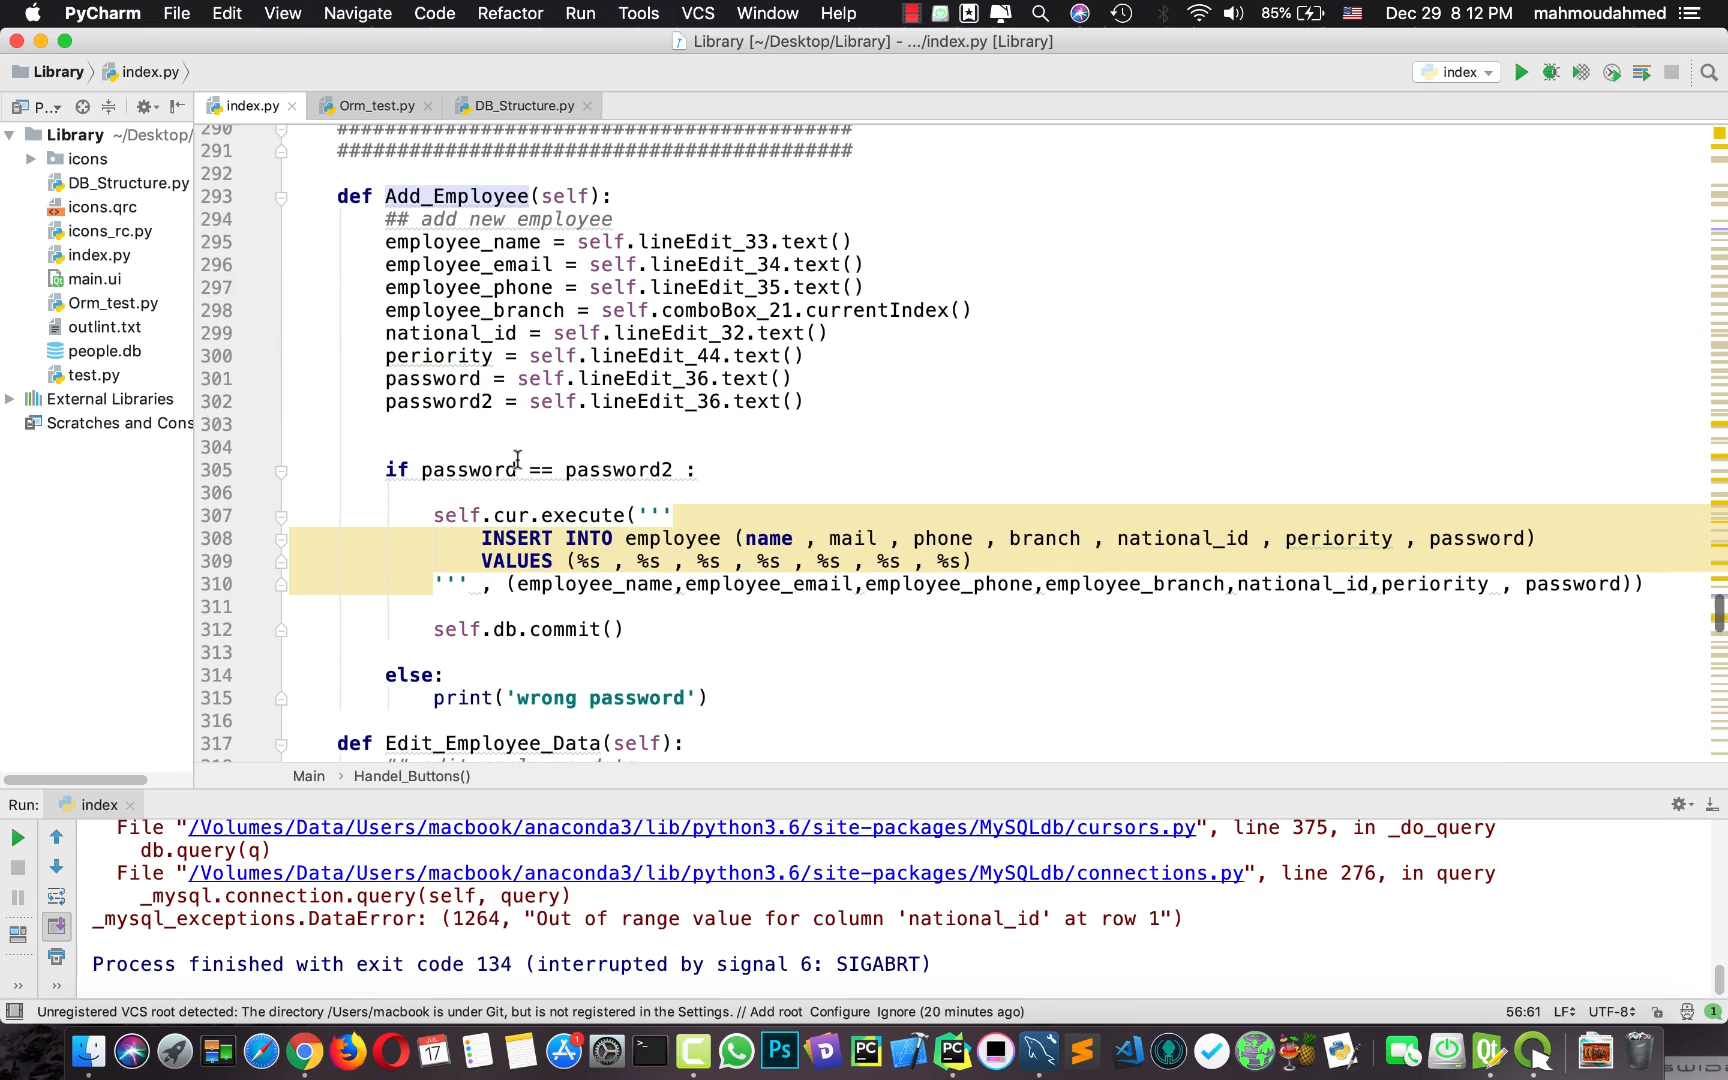 PyCharm File Edit View Navigate Code Refactor Run Tools VCS Window Help 85% Dec 29 8:12 PM mahmoudahmed
Library [~/Desktop/Library] - .../index.py [Library]
Library index.py index
P... index.py Orm_test.py DB_Structure.py
Library ~/Desktop/
icons
DB_Structure.py
icons.qrc
icons_rc.py
index.py
main.ui
Orm_test.py
outlint.txt
people.db
test.py
External Libraries
Scratches and Cons
290 ###########################################
291 ###########################################
292
293 def Add_Employee(self):
294 ## add new employee
295 employee_name = self.lineEdit_33.text()
296 employee_email = self.lineEdit_34.text()
297 employee_phone = self.lineEdit_35.text()
298 employee_branch = self.comboBox_21.currentIndex()
299 national_id = self.lineEdit_32.text()
300 periority = self.lineEdit_44.text()
301 password = self.lineEdit_36.text()
302 password2 = self.lineEdit_36.text()
303
304
305 if password == password2 :
306
307 self.cur.execute('''
308 INSERT INTO employee (name , mail , phone , branch , national_id , periority , password)
309 VALUES (%s , %s , %s , %s , %s , %s , %s)
310 ''' , (employee_name,employee_email,employee_phone,employee_branch,national_id,periority , password))
311
312 self.db.commit()
313
314 else:
315 print('wrong password')
316
317 def Edit_Employee_Data(self):
Main › Handel_Buttons()
Run: index
File "/Volumes/Data/Users/macbook/anaconda3/lib/python3.6/site-packages/MySQLdb/cursors.py", line 375, in _do_query
db.query(q)
File "/Volumes/Data/Users/macbook/anaconda3/lib/python3.6/site-packages/MySQLdb/connections.py", line 276, in query
_mysql.connection.query(self, query)
_mysql_exceptions.DataError: (1264, "Out of range value for column 'national_id' at row 1")
Process finished with exit code 134 (interrupted by signal 6: SIGABRT)
Unregistered VCS root detected: The directory /Users/macbook is under Git, but is not registered in the Settings. // Add root Configure Ignore (20 minutes ago) 56:61 LF UTF-8 1